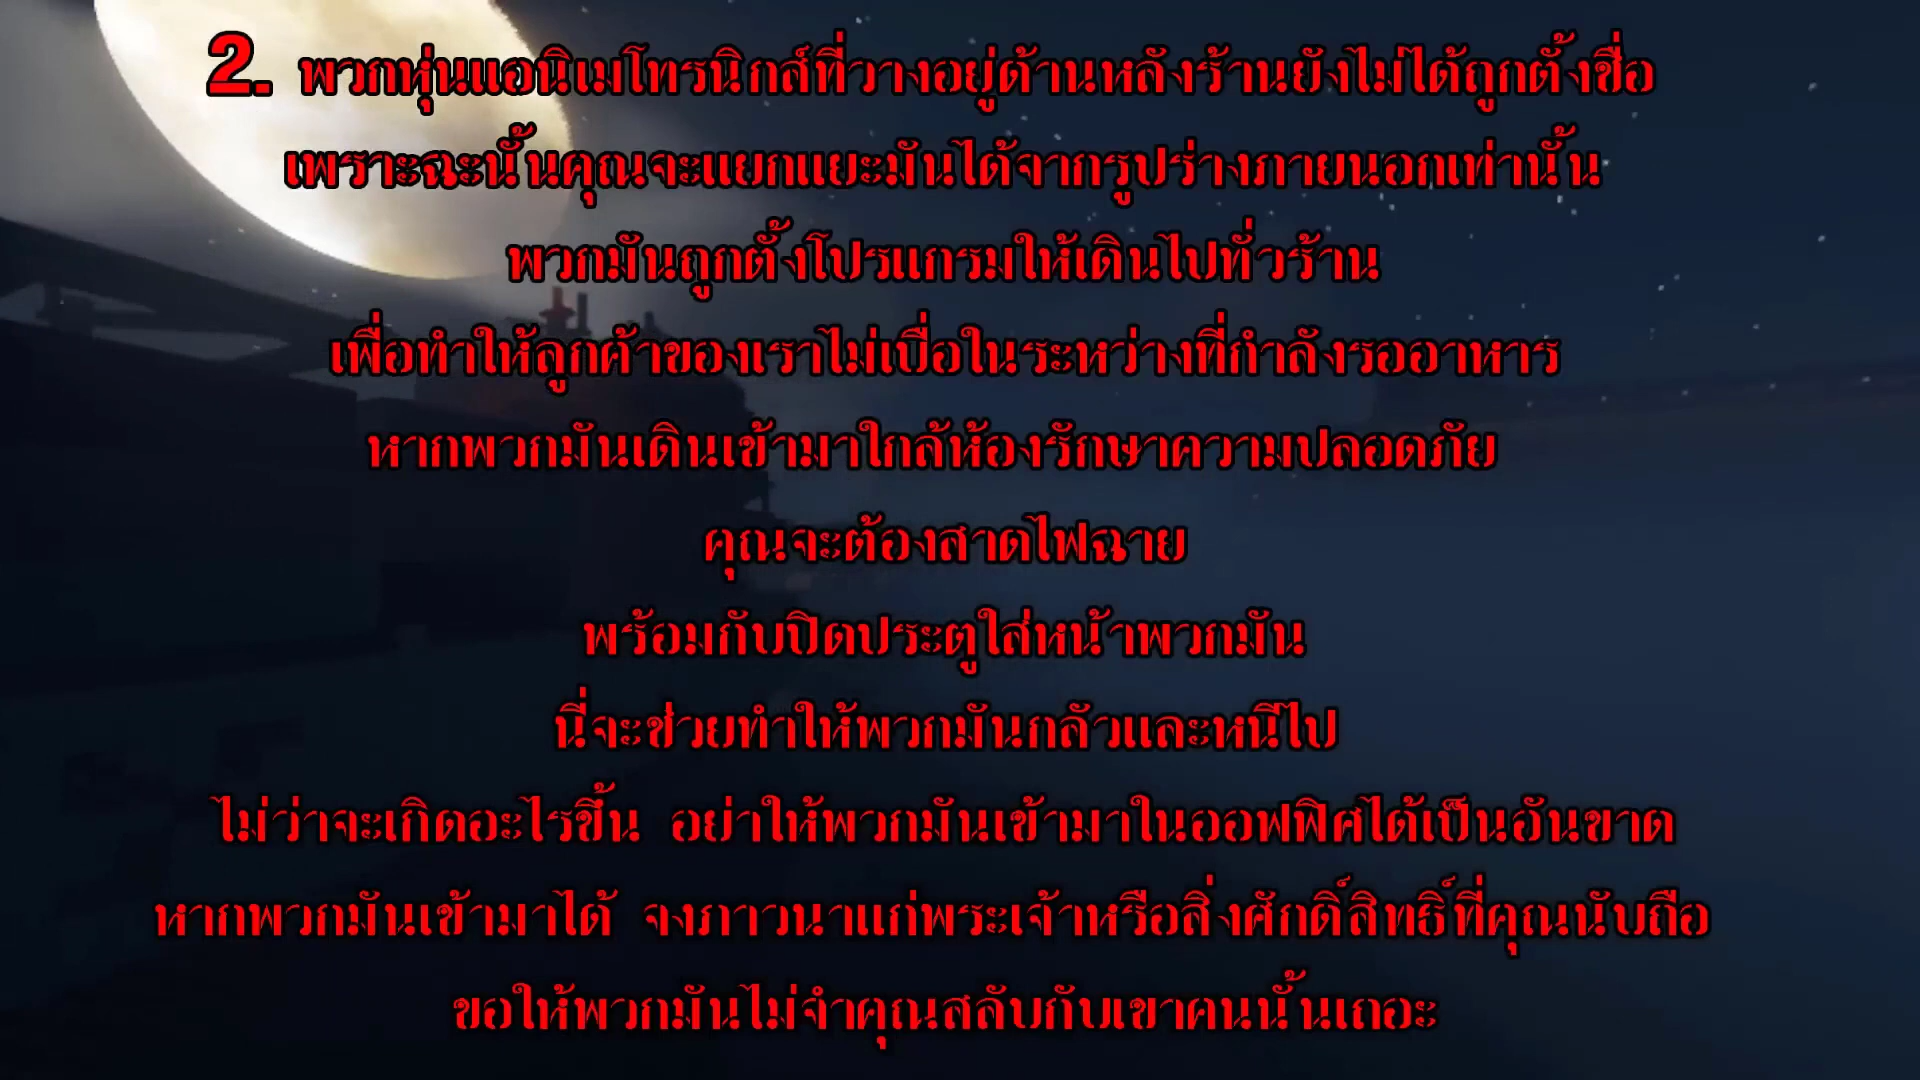 2. พวกหุ่นแอนิเมโทรนิกส์ที่วางอยู่ด้านหลังร้านยังไม่ได้ถูกตั้งชื่อ
เพราะฉะนั้นคุณจะแยกแยะมันได้จากรูปร่างภายนอกเท่านั้น
พวกมันถูกตั้งโปรแกรมให้เดินไปทั่วร้าน
เพื่อทำให้ลูกค้าของเราไม่เบื่อในระหว่างที่กำลังรออาหาร
หากพวกมันเดินเข้ามาใกล้ห้องรักษาความปลอดภัย
คุณจะต้องสาดไฟฉาย
พร้อมกับปิดประตูใส่หน้าพวกมัน
นี่จะช่วยทำให้พวกมันกลัวและหนีไป
ไม่ว่าจะเกิดอะไรขึ้น อย่าให้พวกมันเข้ามาในออฟฟิศได้เป็นอันขาด
หากพวกมันเข้ามาได้ จงภาวนาแก่พระเจ้าหรือสิ่งศักดิ์สิทธิ์ที่คุณนับถือ
ขอให้พวกมันไม่จำคุณสลับกับเขาคนนั้นเถอะ